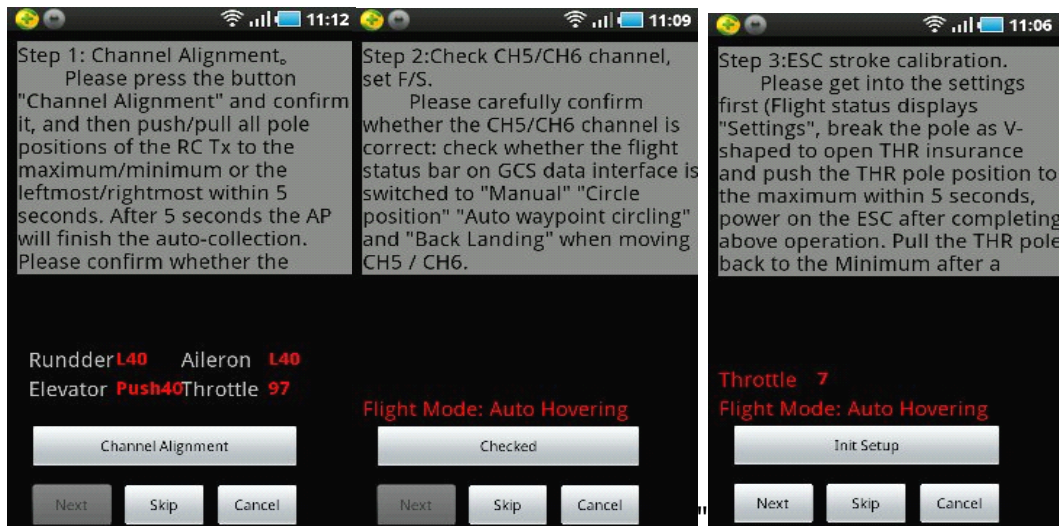 11:12
Step 1: Channel Alignment。
Please press the button
"Channel Alignment" and confirm
it, and then push/pull all pole
positions of the RC Tx to the
maximum/minimum or the
leftmost/rightmost within 5
seconds. After 5 seconds the AP
will finish the auto-collection.
Please confirm whether the
Rundder L40 Aileron L40
Elevator Push40 Throttle 97
Channel Alignment
Next Skip Cancel
11:09
Step 2:Check CH5/CH6 channel,
set F/S.
Please carefully confirm
whether the CH5/CH6 channel is
correct: check whether the flight
status bar on GCS data interface is
switched to "Manual" "Circle
position" "Auto waypoint circling"
and "Back Landing" when moving
CH5 / CH6.
Flight Mode: Auto Hovering
Checked
Next Skip Cancel
"
11:06
Step 3:ESC stroke calibration.
Please get into the settings
first (Flight status displays
"Settings", break the pole as V-
shaped to open THR insurance
and push the THR pole position to
the maximum within 5 seconds,
power on the ESC after completing
above operation. Pull the THR pole
back to the Minimum after a
Throttle 7
Flight Mode: Auto Hovering
Init Setup
Next Skip Cancel